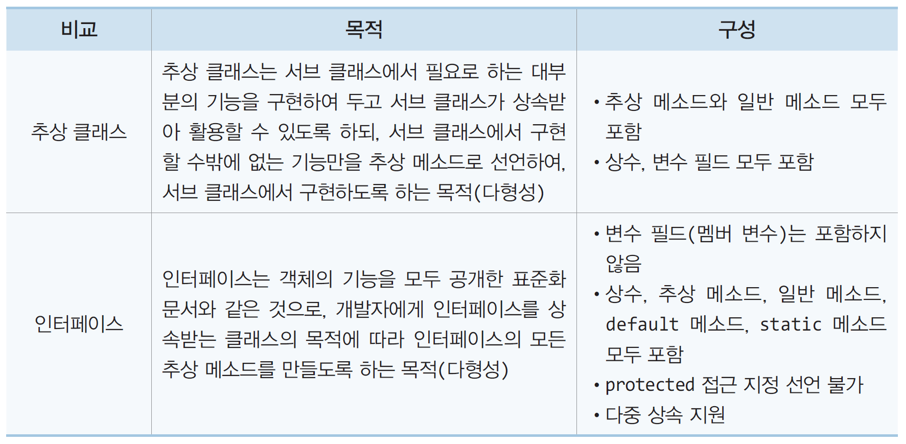 비교 목적 구성
추상 클래스
추상 클래스는 서브 클래스에서 필요로 하는 대부
분의 기능을 구현하여 두고 서브 클래스가 상속받
아 활용할 수 있도록 하되, 서브 클래스에서 구현
할 수밖에 없는 기능만을 추상 메소드로 선언하여,
서브 클래스에서 구현하도록 하는 목적(다형성)
• 추상 메소드와 일반 메소드 모두
포함
• 상수, 변수 필드 모두 포함
인터페이스
인터페이스는 객체의 기능을 모두 공개한 표준화
문서와 같은 것으로, 개발자에게 인터페이스를 상
속받는 클래스의 목적에 따라 인터페이스의 모든
추상 메소드를 만들도록 하는 목적(다형성)
• 변수 필드(멤버 변수)는 포함하지
않음
• 상수, 추상 메소드, 일반 메소드,
default 메소드, static 메소드
모두 포함
• protected 접근 지정 선언 불가
• 다중 상속 지원